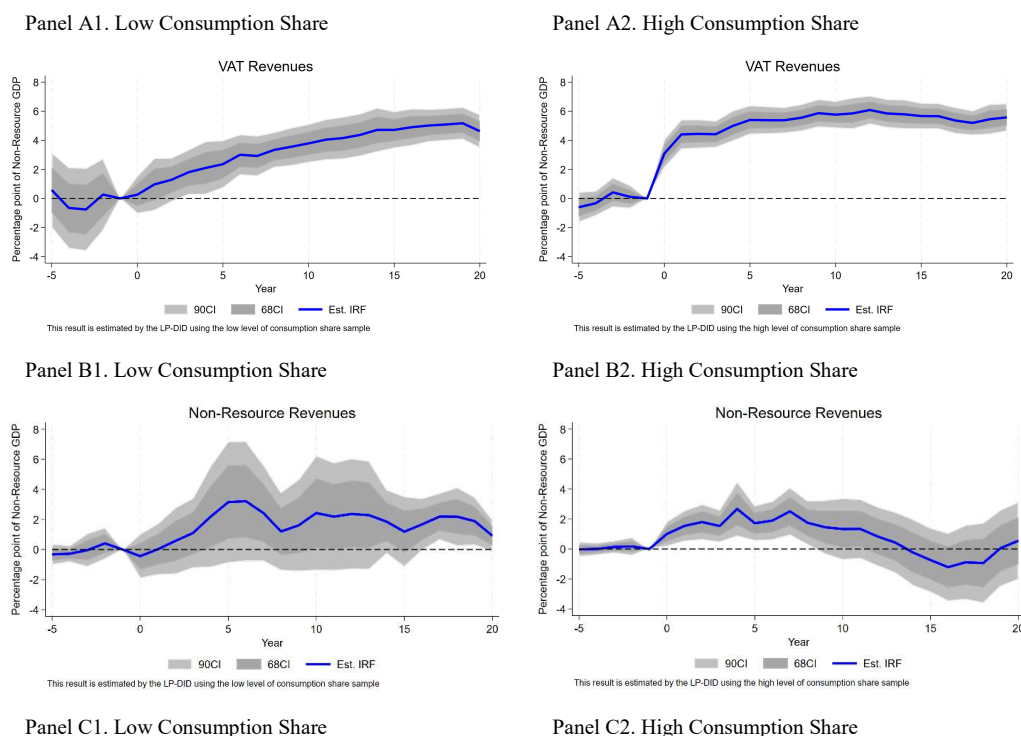 Panel A1. Low Consumption Share
Panel A2. High Consumption Share
VAT Revenues
Percentage point of Non-Resource GDP
8
6
4
2
0
-2
-4
-5
0
5
10
15
20
Year
90CI
68CI
Est. IRF
This result is estimated by the LP-DID using the low level of consumption share sample
VAT Revenues
Percentage point of Non-Resource GDP
8
6
4
2
0
-2
-4
-5
0
5
10
15
20
Year
90CI
68CI
Est. IRF
This result is estimated by the LP-DID using the high level of consumption share sample
Panel B1. Low Consumption Share
Panel B2. High Consumption Share
Non-Resource Revenues
Percentage point of Non-Resource GDP
8
6
4
2
0
-2
-4
-5
0
5
10
15
20
Year
90CI
68CI
Est. IRF
This result is estimated by the LP-DID using the low level of consumption share sample
Non-Resource Revenues
Percentage point of Non-Resource GDP
8
6
4
2
0
-2
-4
-5
0
5
10
15
20
Year
90CI
68CI
Est. IRF
This result is estimated by the LP-DID using the high level of consumption share sample
Panel C1. Low Consumption Share
Panel C2. High Consumption Share